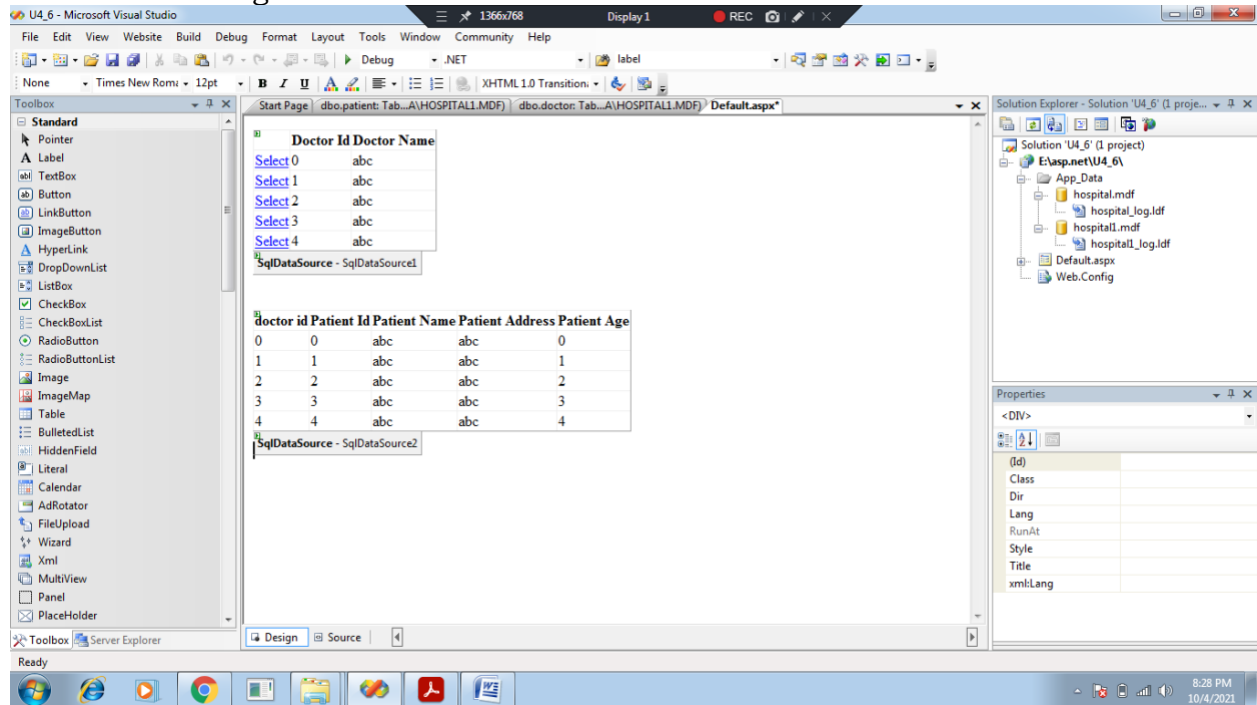 U4_6 - Microsoft Visual Studio
1366x768 Display 1 REC
File Edit View Website Build Debug Format Layout Tools Window Community Help
Debug .NET label
None Times New Roma 12pt B I U A XHTML 1.0 Transition
Toolbox
Standard
Pointer
A Label
abl TextBox
ab Button
ab LinkButton
ImageButton
A HyperLink
DropDownList
ListBox
CheckBox
CheckBoxList
RadioButton
RadioButtonList
Image
ImageMap
Table
BulletedList
abl HiddenField
Literal
Calendar
AdRotator
FileUpload
Wizard
Xml
MultiView
Panel
PlaceHolder
Toolbox Server Explorer
Start Page dbo.patient: Tab...A\HOSPITAL1.MDF) dbo.doctor: Tab...A\HOSPITAL1.MDF) Default.aspx*
Doctor Id Doctor Name
Select 0 abc
Select 1 abc
Select 2 abc
Select 3 abc
Select 4 abc
SqlDataSource - SqlDataSource1
doctor id Patient Id Patient Name Patient Address Patient Age
0 0 abc abc 0
1 1 abc abc 1
2 2 abc abc 2
3 3 abc abc 3
4 4 abc abc 4
SqlDataSource - SqlDataSource2
Design Source
Solution Explorer - Solution 'U4_6' (1 proje...
Solution 'U4_6' (1 project)
E:\asp.net\U4_6\
App_Data
hospital.mdf
hospital_log.ldf
hospital1.mdf
hospital1_log.ldf
Default.aspx
Web.Config
Properties
<DIV>
(Id)
Class
Dir
Lang
RunAt
Style
Title
xml:Lang
Ready
8:28 PM
10/4/2021